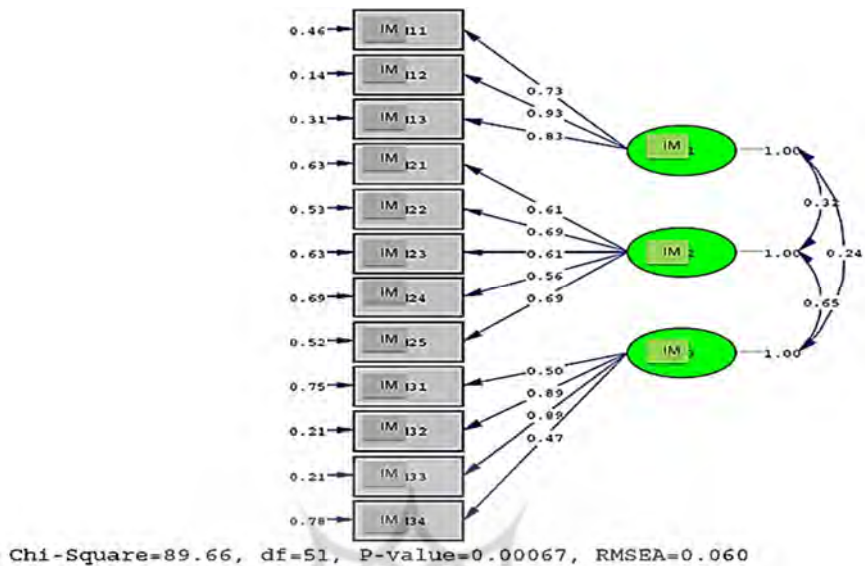 0.46 IM I11
0.14 IM I12 0.73
0.93
0.31 IM I13 0.83
IM 1 1.00
0.63 IM I21
0.32
0.53 IM I22 0.61
0.69
0.63 IM I23 0.61 IM 2 1.00 0.24
0.56
0.69 IM I24 0.69
0.65
0.52 IM I25
IM 1.00
0.75 IM I31 0.50
0.89
0.21 IM I32 0.89
0.47
0.21 IM I33
0.78 IM I34
Chi-Square=89.66, df=51, P-value=0.00067, RMSEA=0.060